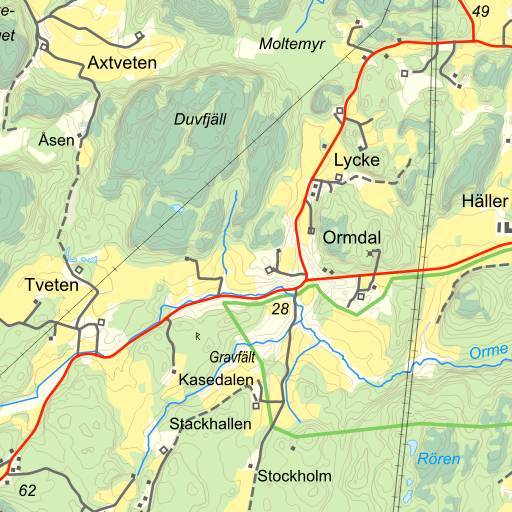 49
Moltemyr
Axtveten
Duvfjäll
Åsen
Lycke
Häller
Ormdal
Tveten
28
Orme
Gravfält
Kasedalen
Stackhallen
Rören
Stockholm
62